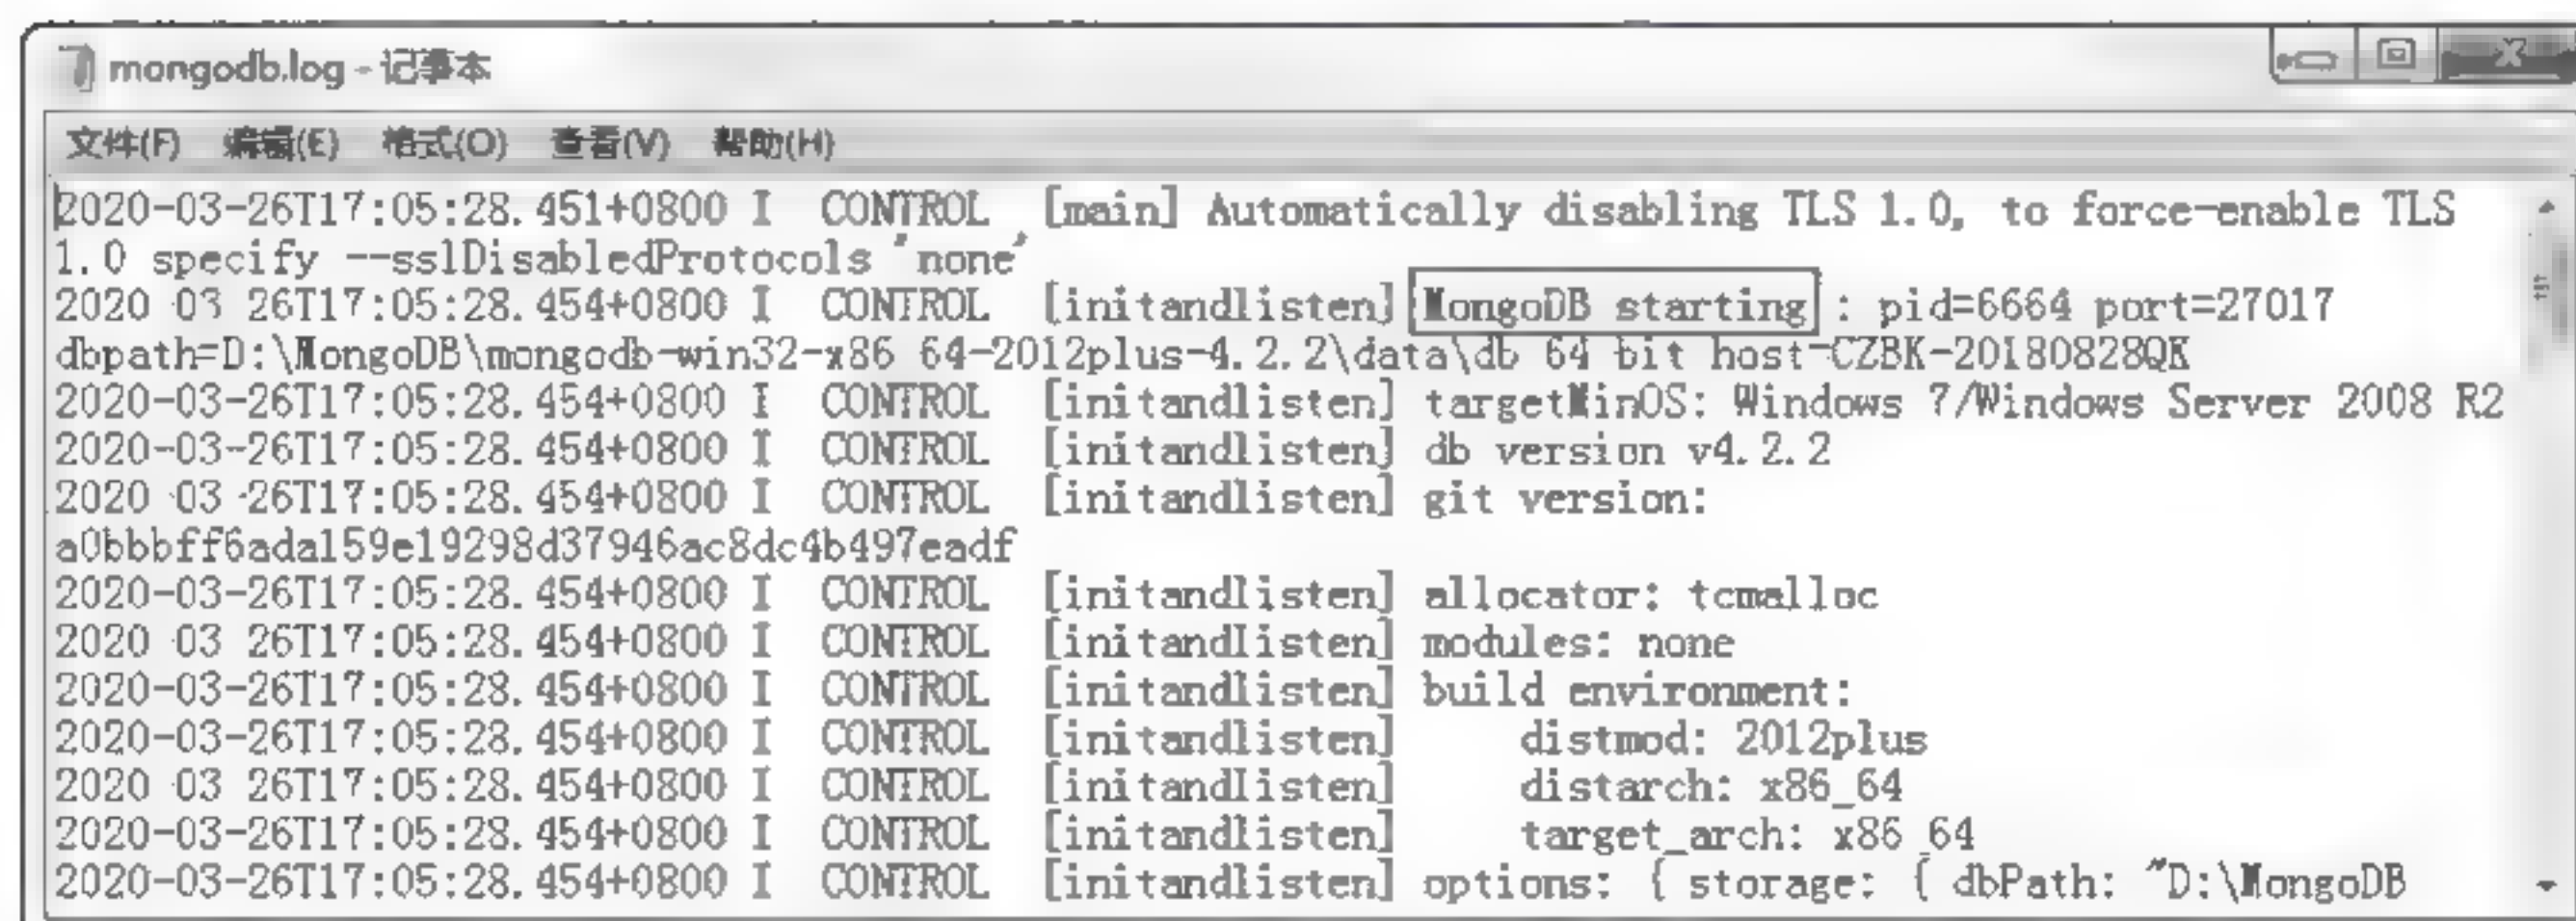 mongodb.log - 记事本
文件(F) 编辑(E) 格式(O) 查看(V) 帮助(H)
2020-03-26T17:05:28.451+0800 I  CONTROL  [main] Automatically disabling TLS 1.0, to force-enable TLS
1.0 specify --sslDisabledProtocols 'none'
2020-03-26T17:05:28.454+0800 I  CONTROL  [initandlisten] MongoDB starting : pid=6664 port=27017
dbpath=D:\MongoDB\mongodb-win32-x86_64-2012plus-4.2.2\data\db 64-bit host=CZBK-20180828QK
2020-03-26T17:05:28.454+0800 I  CONTROL  [initandlisten] targetMinOS: Windows 7/Windows Server 2008 R2
2020-03-26T17:05:28.454+0800 I  CONTROL  [initandlisten] db version v4.2.2
2020-03-26T17:05:28.454+0800 I  CONTROL  [initandlisten] git version:
a0bbbff6ada159e19298d37946ac8dc4b497eadf
2020-03-26T17:05:28.454+0800 I  CONTROL  [initandlisten] allocator: tcmalloc
2020-03-26T17:05:28.454+0800 I  CONTROL  [initandlisten] modules: none
2020-03-26T17:05:28.454+0800 I  CONTROL  [initandlisten] build environment:
2020-03-26T17:05:28.454+0800 I  CONTROL  [initandlisten]     distmod: 2012plus
2020-03-26T17:05:28.454+0800 I  CONTROL  [initandlisten]     distarch: x86_64
2020-03-26T17:05:28.454+0800 I  CONTROL  [initandlisten]     target_arch: x86_64
2020-03-26T17:05:28.454+0800 I  CONTROL  [initandlisten] options: { storage: { dbPath: "D:\MongoDB